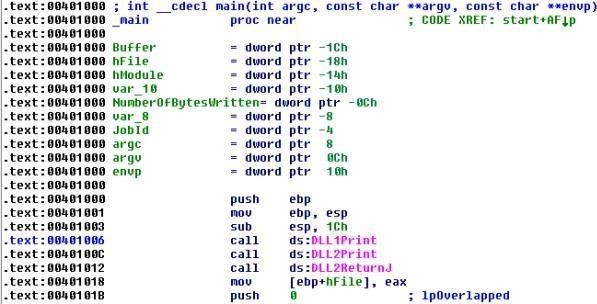 .text:00401000 ; int __cdecl main(int argc, const char **argv, const char **envp)
.text:00401000 _main proc near ; CODE XREF: start+AF↓p
.text:00401000
.text:00401000 Buffer = dword ptr -1Ch
.text:00401000 hFile = dword ptr -18h
.text:00401000 hModule = dword ptr -14h
.text:00401000 var_10 = dword ptr -10h
.text:00401000 NumberOfBytesWritten= dword ptr -0Ch
.text:00401000 var_8 = dword ptr -8
.text:00401000 JobId = dword ptr -4
.text:00401000 argc = dword ptr 8
.text:00401000 argv = dword ptr 0Ch
.text:00401000 envp = dword ptr 10h
.text:00401000
.text:00401000 push ebp
.text:00401001 mov ebp, esp
.text:00401003 sub esp, 1Ch
.text:00401006 call ds:DLL1Print
.text:0040100C call ds:DLL2Print
.text:00401012 call ds:DLL2ReturnJ
.text:00401018 mov [ebp+hFile], eax
.text:0040101B push 0 ; lpOverlapped